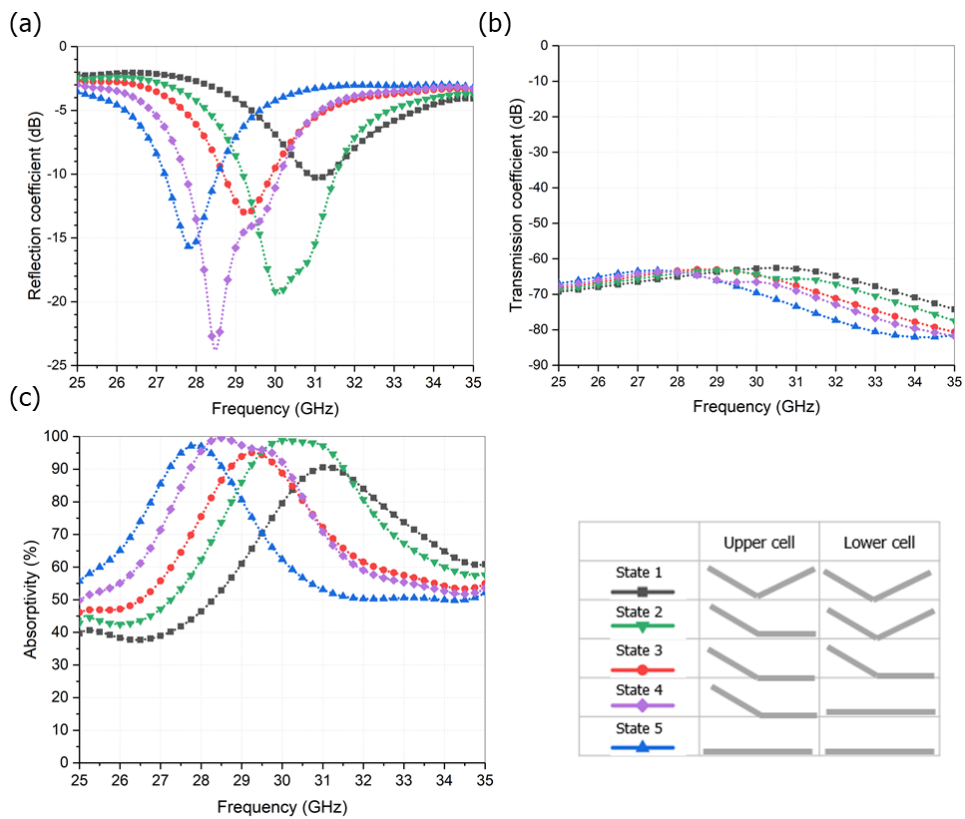 (a)
(b)
0
-5
-10
-15
-20
-25
Reflection coefficient (dB)
25 26 27 28 29 30 31 32 33 34 35
Frequency (GHz)
0
-10
-20
-30
-40
-50
-60
-70
-80
-90
Transmission coefficient (dB)
25 26 27 28 29 30 31 32 33 34 35
Frequency (GHz)
(c)
100
90
80
70
60
50
40
30
20
10
0
Absorptivity (%)
25 26 27 28 29 30 31 32 33 34 35
Frequency (GHz)
Upper cell Lower cell
State 1
State 2
State 3
State 4
State 5